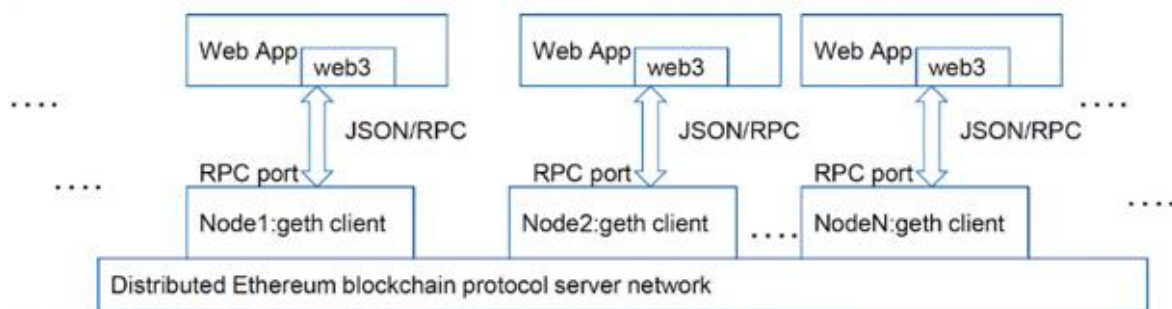 Web App
web3
Web App
web3
Web App
web3
....
....
JSON/RPC
JSON/RPC
JSON/RPC
RPC port
RPC port
RPC port
....
....
Node1:geth client
Node2:geth client
....
NodeN:geth client
Distributed Ethereum blockchain protocol server network